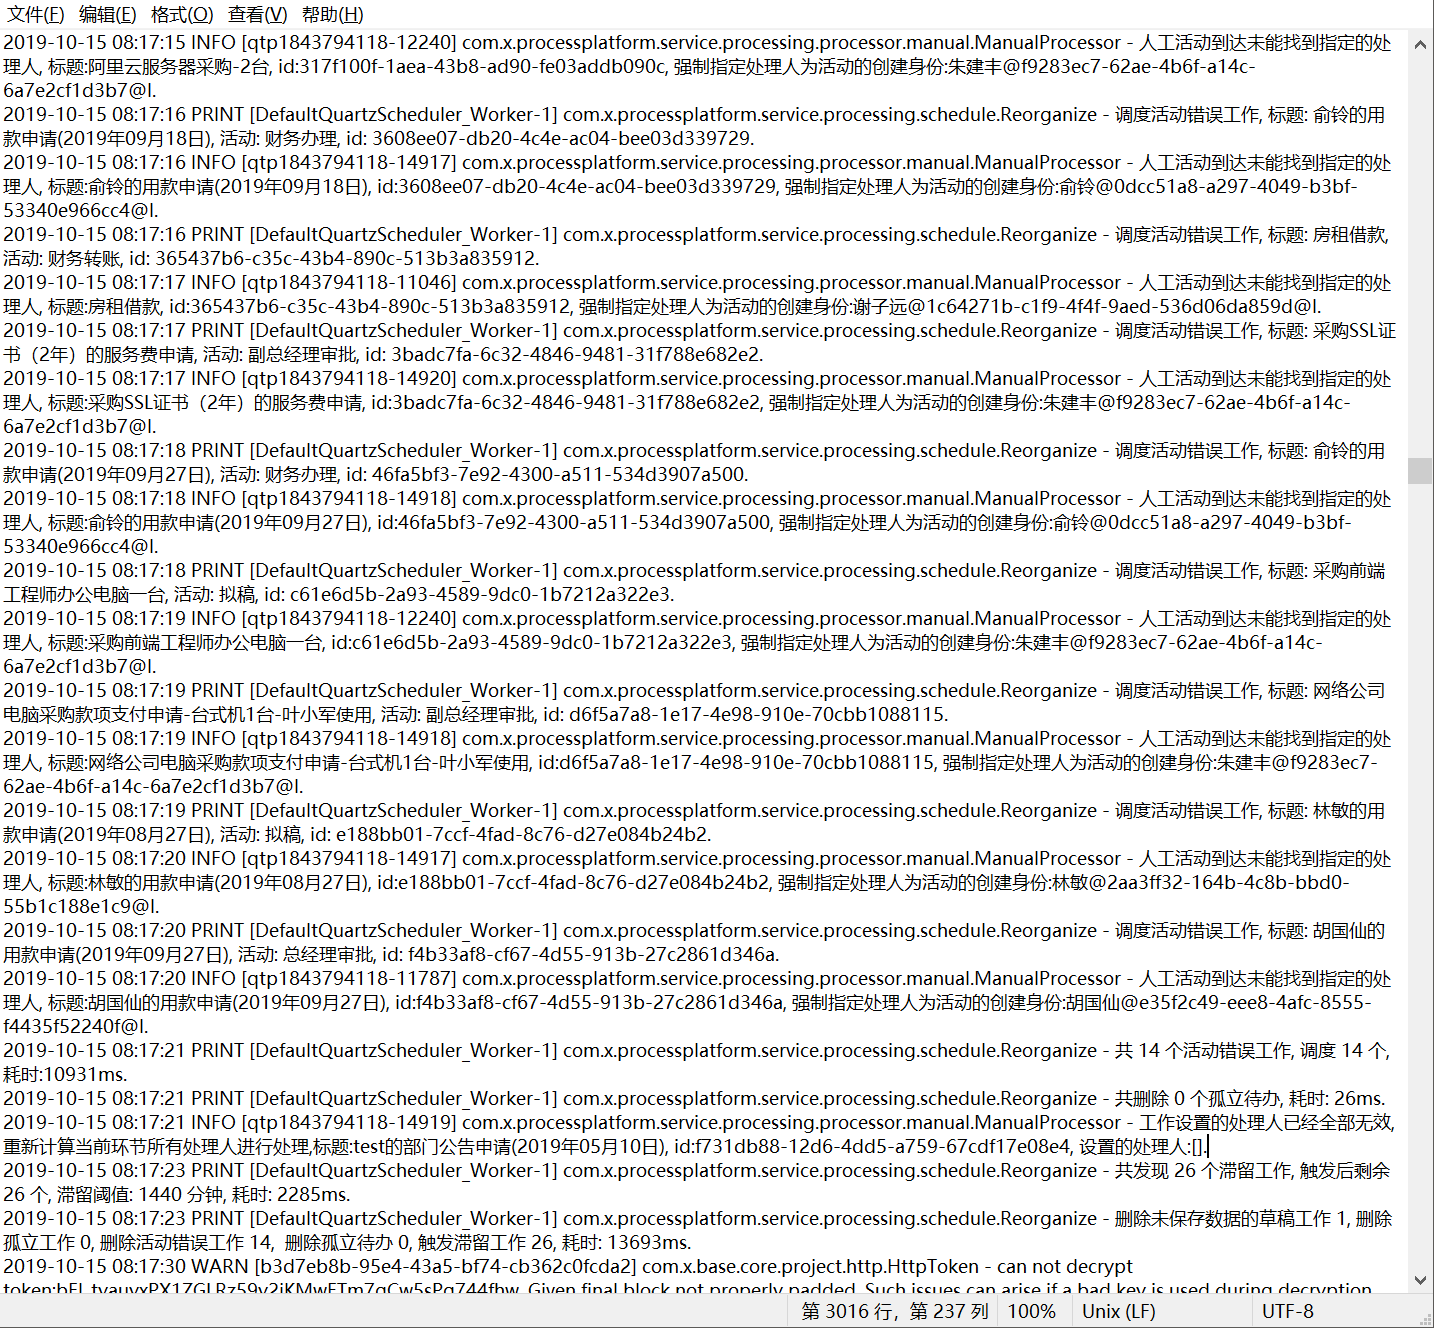 文件(F) 编辑(E) 格式(O) 查看(V) 帮助(H)
2019-10-15 08:17:15 INFO [qtp1843794118-12240] com.x.processplatform.service.processing.processor.manual.ManualProcessor - 人工活动到达未能找到指定的处
理人, 标题:阿里云服务器采购-2台, id:317f100f-1aea-43b8-ad90-fe03addb090c, 强制指定处理人为活动的创建身份:朱建丰@f9283ec7-62ae-4b6f-a14c-
6a7e2cf1d3b7@I.
2019-10-15 08:17:16 PRINT [DefaultQuartzScheduler_Worker-1] com.x.processplatform.service.processing.schedule.Reorganize - 调度活动错误工作, 标题: 俞铃的用
款申请(2019年09月18日), 活动: 财务办理, id: 3608ee07-db20-4c4e-ac04-bee03d339729.
2019-10-15 08:17:16 INFO [qtp1843794118-14917] com.x.processplatform.service.processing.processor.manual.ManualProcessor - 人工活动到达未能找到指定的处
理人, 标题:俞铃的用款申请(2019年09月18日), id:3608ee07-db20-4c4e-ac04-bee03d339729, 强制指定处理人为活动的创建身份:俞铃@0dcc51a8-a297-4049-b3bf-
53340e966cc4@I.
2019-10-15 08:17:16 PRINT [DefaultQuartzScheduler_Worker-1] com.x.processplatform.service.processing.schedule.Reorganize - 调度活动错误工作, 标题: 房租借款,
活动: 财务转账, id: 365437b6-c35c-43b4-890c-513b3a835912.
2019-10-15 08:17:17 INFO [qtp1843794118-11046] com.x.processplatform.service.processing.processor.manual.ManualProcessor - 人工活动到达未能找到指定的处
理人, 标题:房租借款, id:365437b6-c35c-43b4-890c-513b3a835912, 强制指定处理人为活动的创建身份:谢子远@1c64271b-c1f9-4f4f-9aed-536d06da859d@I.
2019-10-15 08:17:17 PRINT [DefaultQuartzScheduler_Worker-1] com.x.processplatform.service.processing.schedule.Reorganize - 调度活动错误工作, 标题: 采购SSL证
书（2年）的服务费申请, 活动: 副总经理审批, id: 3badc7fa-6c32-4846-9481-31f788e682e2.
2019-10-15 08:17:17 INFO [qtp1843794118-14920] com.x.processplatform.service.processing.processor.manual.ManualProcessor - 人工活动到达未能找到指定的处
理人, 标题:采购SSL证书（2年）的服务费申请, id:3badc7fa-6c32-4846-9481-31f788e682e2, 强制指定处理人为活动的创建身份:朱建丰@f9283ec7-62ae-4b6f-a14c-
6a7e2cf1d3b7@I.
2019-10-15 08:17:18 PRINT [DefaultQuartzScheduler_Worker-1] com.x.processplatform.service.processing.schedule.Reorganize - 调度活动错误工作, 标题: 俞铃的用
款申请(2019年09月27日), 活动: 财务办理, id: 46fa5bf3-7e92-4300-a511-534d3907a500.
2019-10-15 08:17:18 INFO [qtp1843794118-14918] com.x.processplatform.service.processing.processor.manual.ManualProcessor - 人工活动到达未能找到指定的处
理人, 标题:俞铃的用款申请(2019年09月27日), id:46fa5bf3-7e92-4300-a511-534d3907a500, 强制指定处理人为活动的创建身份:俞铃@0dcc51a8-a297-4049-b3bf-
53340e966cc4@I.
2019-10-15 08:17:18 PRINT [DefaultQuartzScheduler_Worker-1] com.x.processplatform.service.processing.schedule.Reorganize - 调度活动错误工作, 标题: 采购前端
工程师办公电脑一台, 活动: 拟稿, id: c61e6d5b-2a93-4589-9dc0-1b7212a322e3.
2019-10-15 08:17:19 INFO [qtp1843794118-12240] com.x.processplatform.service.processing.processor.manual.ManualProcessor - 人工活动到达未能找到指定的处
理人, 标题:采购前端工程师办公电脑一台, id:c61e6d5b-2a93-4589-9dc0-1b7212a322e3, 强制指定处理人为活动的创建身份:朱建丰@f9283ec7-62ae-4b6f-a14c-
6a7e2cf1d3b7@I.
2019-10-15 08:17:19 PRINT [DefaultQuartzScheduler_Worker-1] com.x.processplatform.service.processing.schedule.Reorganize - 调度活动错误工作, 标题: 网络公司
电脑采购款项支付申请-台式机1台-叶小军使用, 活动: 副总经理审批, id: d6f5a7a8-1e17-4e98-910e-70cbb1088115.
2019-10-15 08:17:19 INFO [qtp1843794118-14918] com.x.processplatform.service.processing.processor.manual.ManualProcessor - 人工活动到达未能找到指定的处
理人, 标题:网络公司电脑采购款项支付申请-台式机1台-叶小军使用, id:d6f5a7a8-1e17-4e98-910e-70cbb1088115, 强制指定处理人为活动的创建身份:朱建丰@f9283ec7-
62ae-4b6f-a14c-6a7e2cf1d3b7@I.
2019-10-15 08:17:19 PRINT [DefaultQuartzScheduler_Worker-1] com.x.processplatform.service.processing.schedule.Reorganize - 调度活动错误工作, 标题: 林敏的用
款申请(2019年08月27日), 活动: 拟稿, id: e188bb01-7ccf-4fad-8c76-d27e084b24b2.
2019-10-15 08:17:20 INFO [qtp1843794118-14917] com.x.processplatform.service.processing.processor.manual.ManualProcessor - 人工活动到达未能找到指定的处
理人, 标题:林敏的用款申请(2019年08月27日), id:e188bb01-7ccf-4fad-8c76-d27e084b24b2, 强制指定处理人为活动的创建身份:林敏@2aa3ff32-164b-4c8b-bbd0-
55b1c188e1c9@I.
2019-10-15 08:17:20 PRINT [DefaultQuartzScheduler_Worker-1] com.x.processplatform.service.processing.schedule.Reorganize - 调度活动错误工作, 标题: 胡国仙的
用款申请(2019年09月27日), 活动: 总经理审批, id: f4b33af8-cf67-4d55-913b-27c2861d346a.
2019-10-15 08:17:20 INFO [qtp1843794118-11787] com.x.processplatform.service.processing.processor.manual.ManualProcessor - 人工活动到达未能找到指定的处
理人, 标题:胡国仙的用款申请(2019年09月27日), id:f4b33af8-cf67-4d55-913b-27c2861d346a, 强制指定处理人为活动的创建身份:胡国仙@e35f2c49-eee8-4afc-8555-
f4435f52240f@I.
2019-10-15 08:17:21 PRINT [DefaultQuartzScheduler_Worker-1] com.x.processplatform.service.processing.schedule.Reorganize - 共 14 个活动错误工作, 调度 14 个,
耗时:10931ms.
2019-10-15 08:17:21 PRINT [DefaultQuartzScheduler_Worker-1] com.x.processplatform.service.processing.schedule.Reorganize - 共删除 0 个孤立待办, 耗时: 26ms.
2019-10-15 08:17:21 INFO [qtp1843794118-14919] com.x.processplatform.service.processing.processor.manual.ManualProcessor - 工作设置的处理人已经全部无效,
重新计算当前环节所有处理人进行处理,标题:test的部门公告申请(2019年05月10日), id:f731db88-12d6-4dd5-a759-67cdf17e08e4, 设置的处理人:[].
2019-10-15 08:17:23 PRINT [DefaultQuartzScheduler_Worker-1] com.x.processplatform.service.processing.schedule.Reorganize - 共发现 26 个滞留工作, 触发后剩余
26 个, 滞留阈值: 1440 分钟, 耗时: 2285ms.
2019-10-15 08:17:23 PRINT [DefaultQuartzScheduler_Worker-1] com.x.processplatform.service.processing.schedule.Reorganize - 删除未保存数据的草稿工作 1, 删除
孤立工作 0, 删除活动错误工作 14, 删除孤立待办 0, 触发滞留工作 26, 耗时: 13693ms.
2019-10-15 08:17:30 WARN [b3d7eb8b-95e4-43a5-bf74-cb362c0fcda2] com.x.base.core.project.http.HttpToken - can not decrypt
Given final block not properly padded. Such issues can arise if a bad key is used during decryption.
第 3016 行，第 237 列 100% Unix (LF) UTF-8